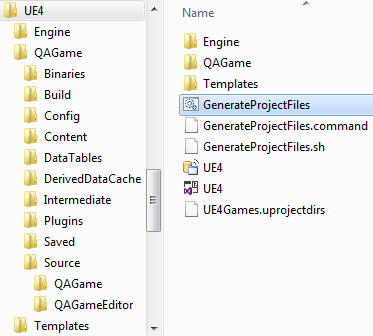 UE4
Engine
QAGame
Binaries
Build
Config
Content
DataTables
DerivedDataCache
Intermediate
Plugins
Saved
Source
QAGame
QAGameEditor
Templates
Name
Engine
QAGame
Templates
GenerateProjectFiles
GenerateProjectFiles.command
GenerateProjectFiles.sh
UE4
UE4
UE4Games.uprojectdirs